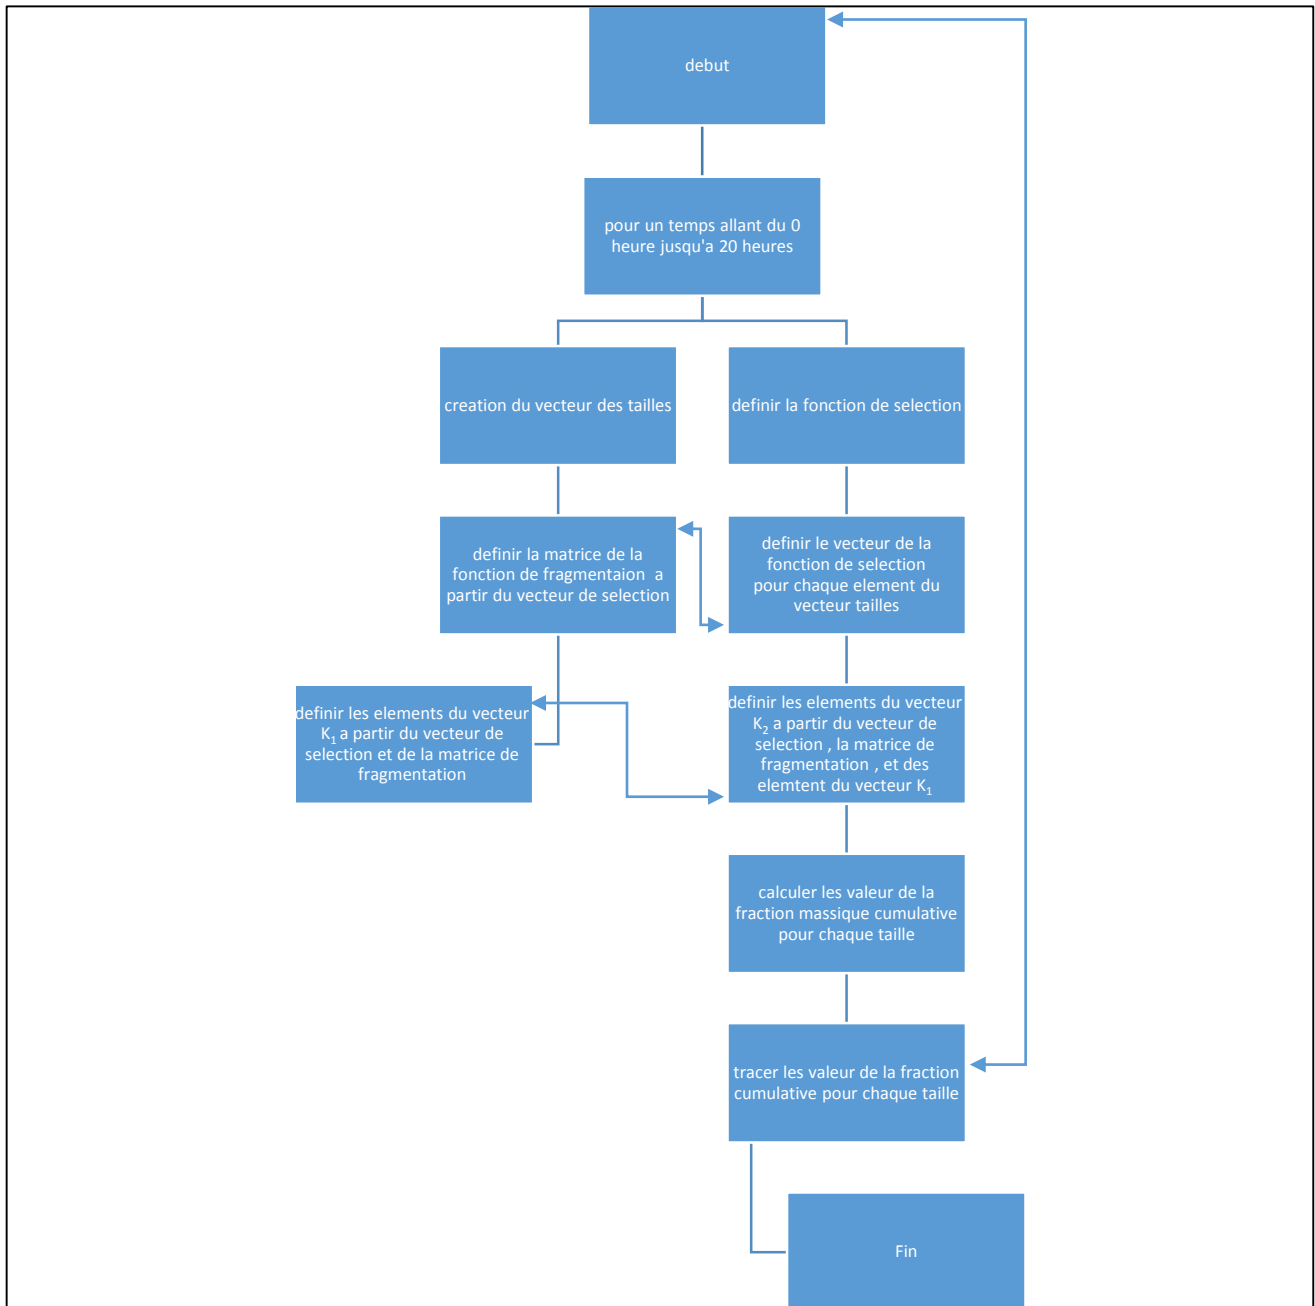 debut
pour un temps allant du 0
heure jusqu'a 20 heures
creation du vecteur des tailles
definir la fonction de selection
definir la matrice de la
fonction de fragmentaion a
partir du vecteur de selection
definir le vecteur de la
fonction de selection
pour chaque element du
vecteur tailles
definir les elements du vecteur
K₁ a partir du vecteur de
selection et de la matrice de
fragmentation
definir les elements du vecteur
K₂ a partir du vecteur de
selection , la matrice de
fragmentation , et des
elemtent du vecteur K₁
calculer les valeur de la
fraction massique cumulative
pour chaque taille
tracer les valeur de la fraction
cumulative pour chaque taille
Fin